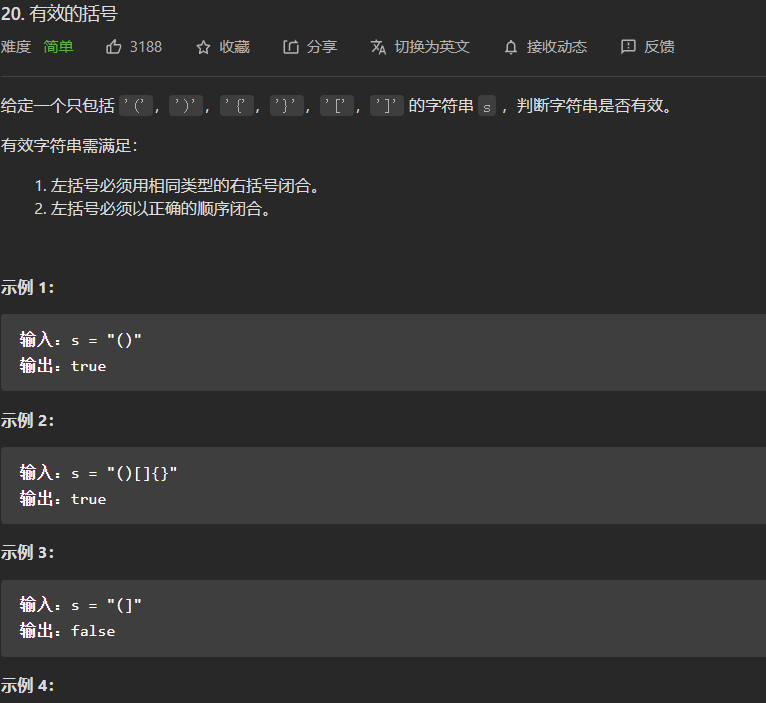 20. 有效的括号
难度 简单 3188 收藏 分享 切换为英文 接收动态 反馈
给定一个只包括 '('，')'，'{'，'}'，'['，']' 的字符串 s ，判断字符串是否有效。
有效字符串需满足：
1. 左括号必须用相同类型的右括号闭合。
2. 左括号必须以正确的顺序闭合。
示例 1：
输入：s = "()"
输出：true
示例 2：
输入：s = "()[]{}"
输出：true
示例 3：
输入：s = "(]"
输出：false
示例 4：